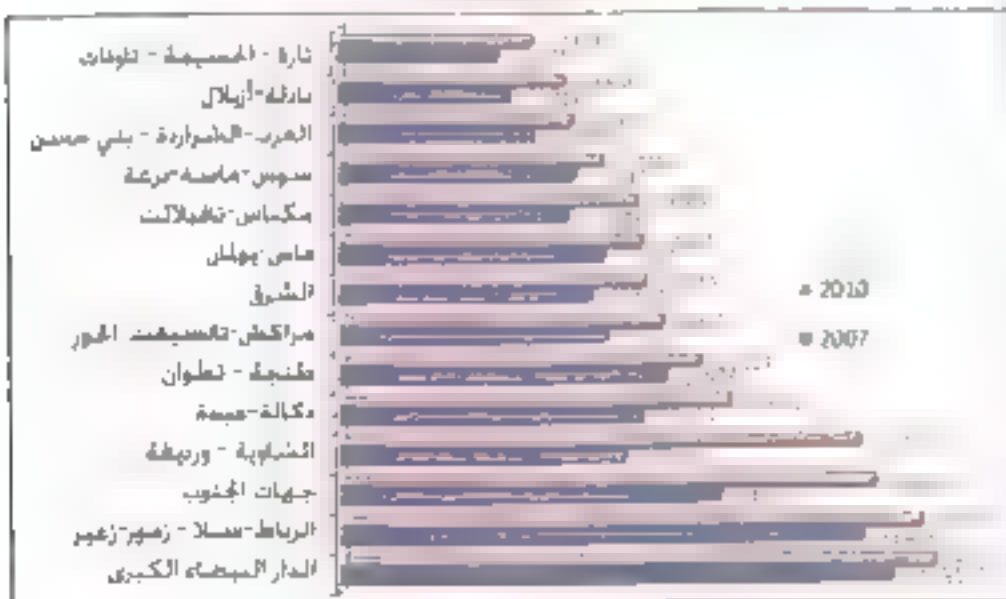 تازة - الحسيمة - تاونات
تادلة-أزيلال
الغرب-الشراردة - بني حسين
سوس-ماسة-درعة
مكناس-تافيلالت
فاس-بولمان
الشرق
مراكش-تانسيفت الحوز
طنجة - تطوان
دكالة-عبدة
الشاوية - ورديغة
جهات الجنوب
الرباط-سلا - زمور-زعير
الدار البيضاء الكبرى
2010
2007